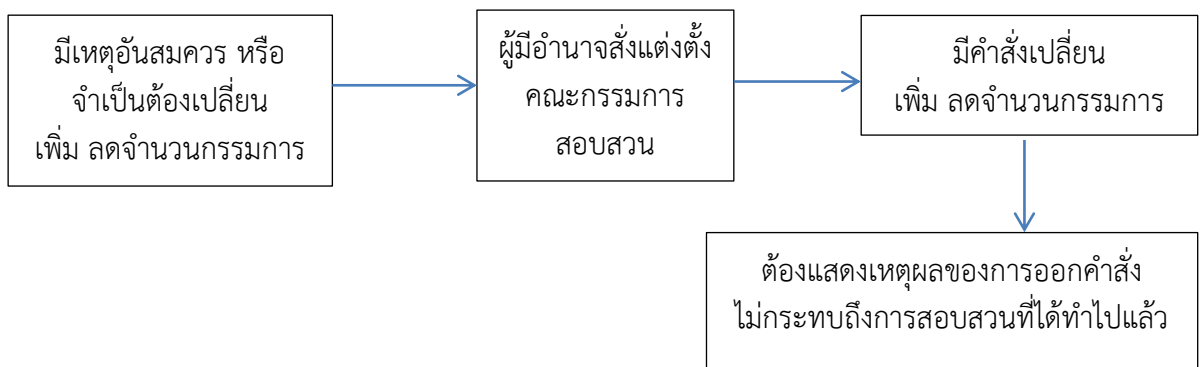 มีเหตุอันสมควร หรือ
จำเป็นต้องเปลี่ยน
เพิ่ม ลดจำนวนกรรมการ
ผู้มีอำนาจสั่งแต่งตั้ง
คณะกรรมการ
สอบสวน
มีคำสั่งเปลี่ยน
เพิ่ม ลดจำนวนกรรมการ
ต้องแสดงเหตุผลของการออกคำสั่ง
ไม่กระทบถึงการสอบสวนที่ได้ทำไปแล้ว